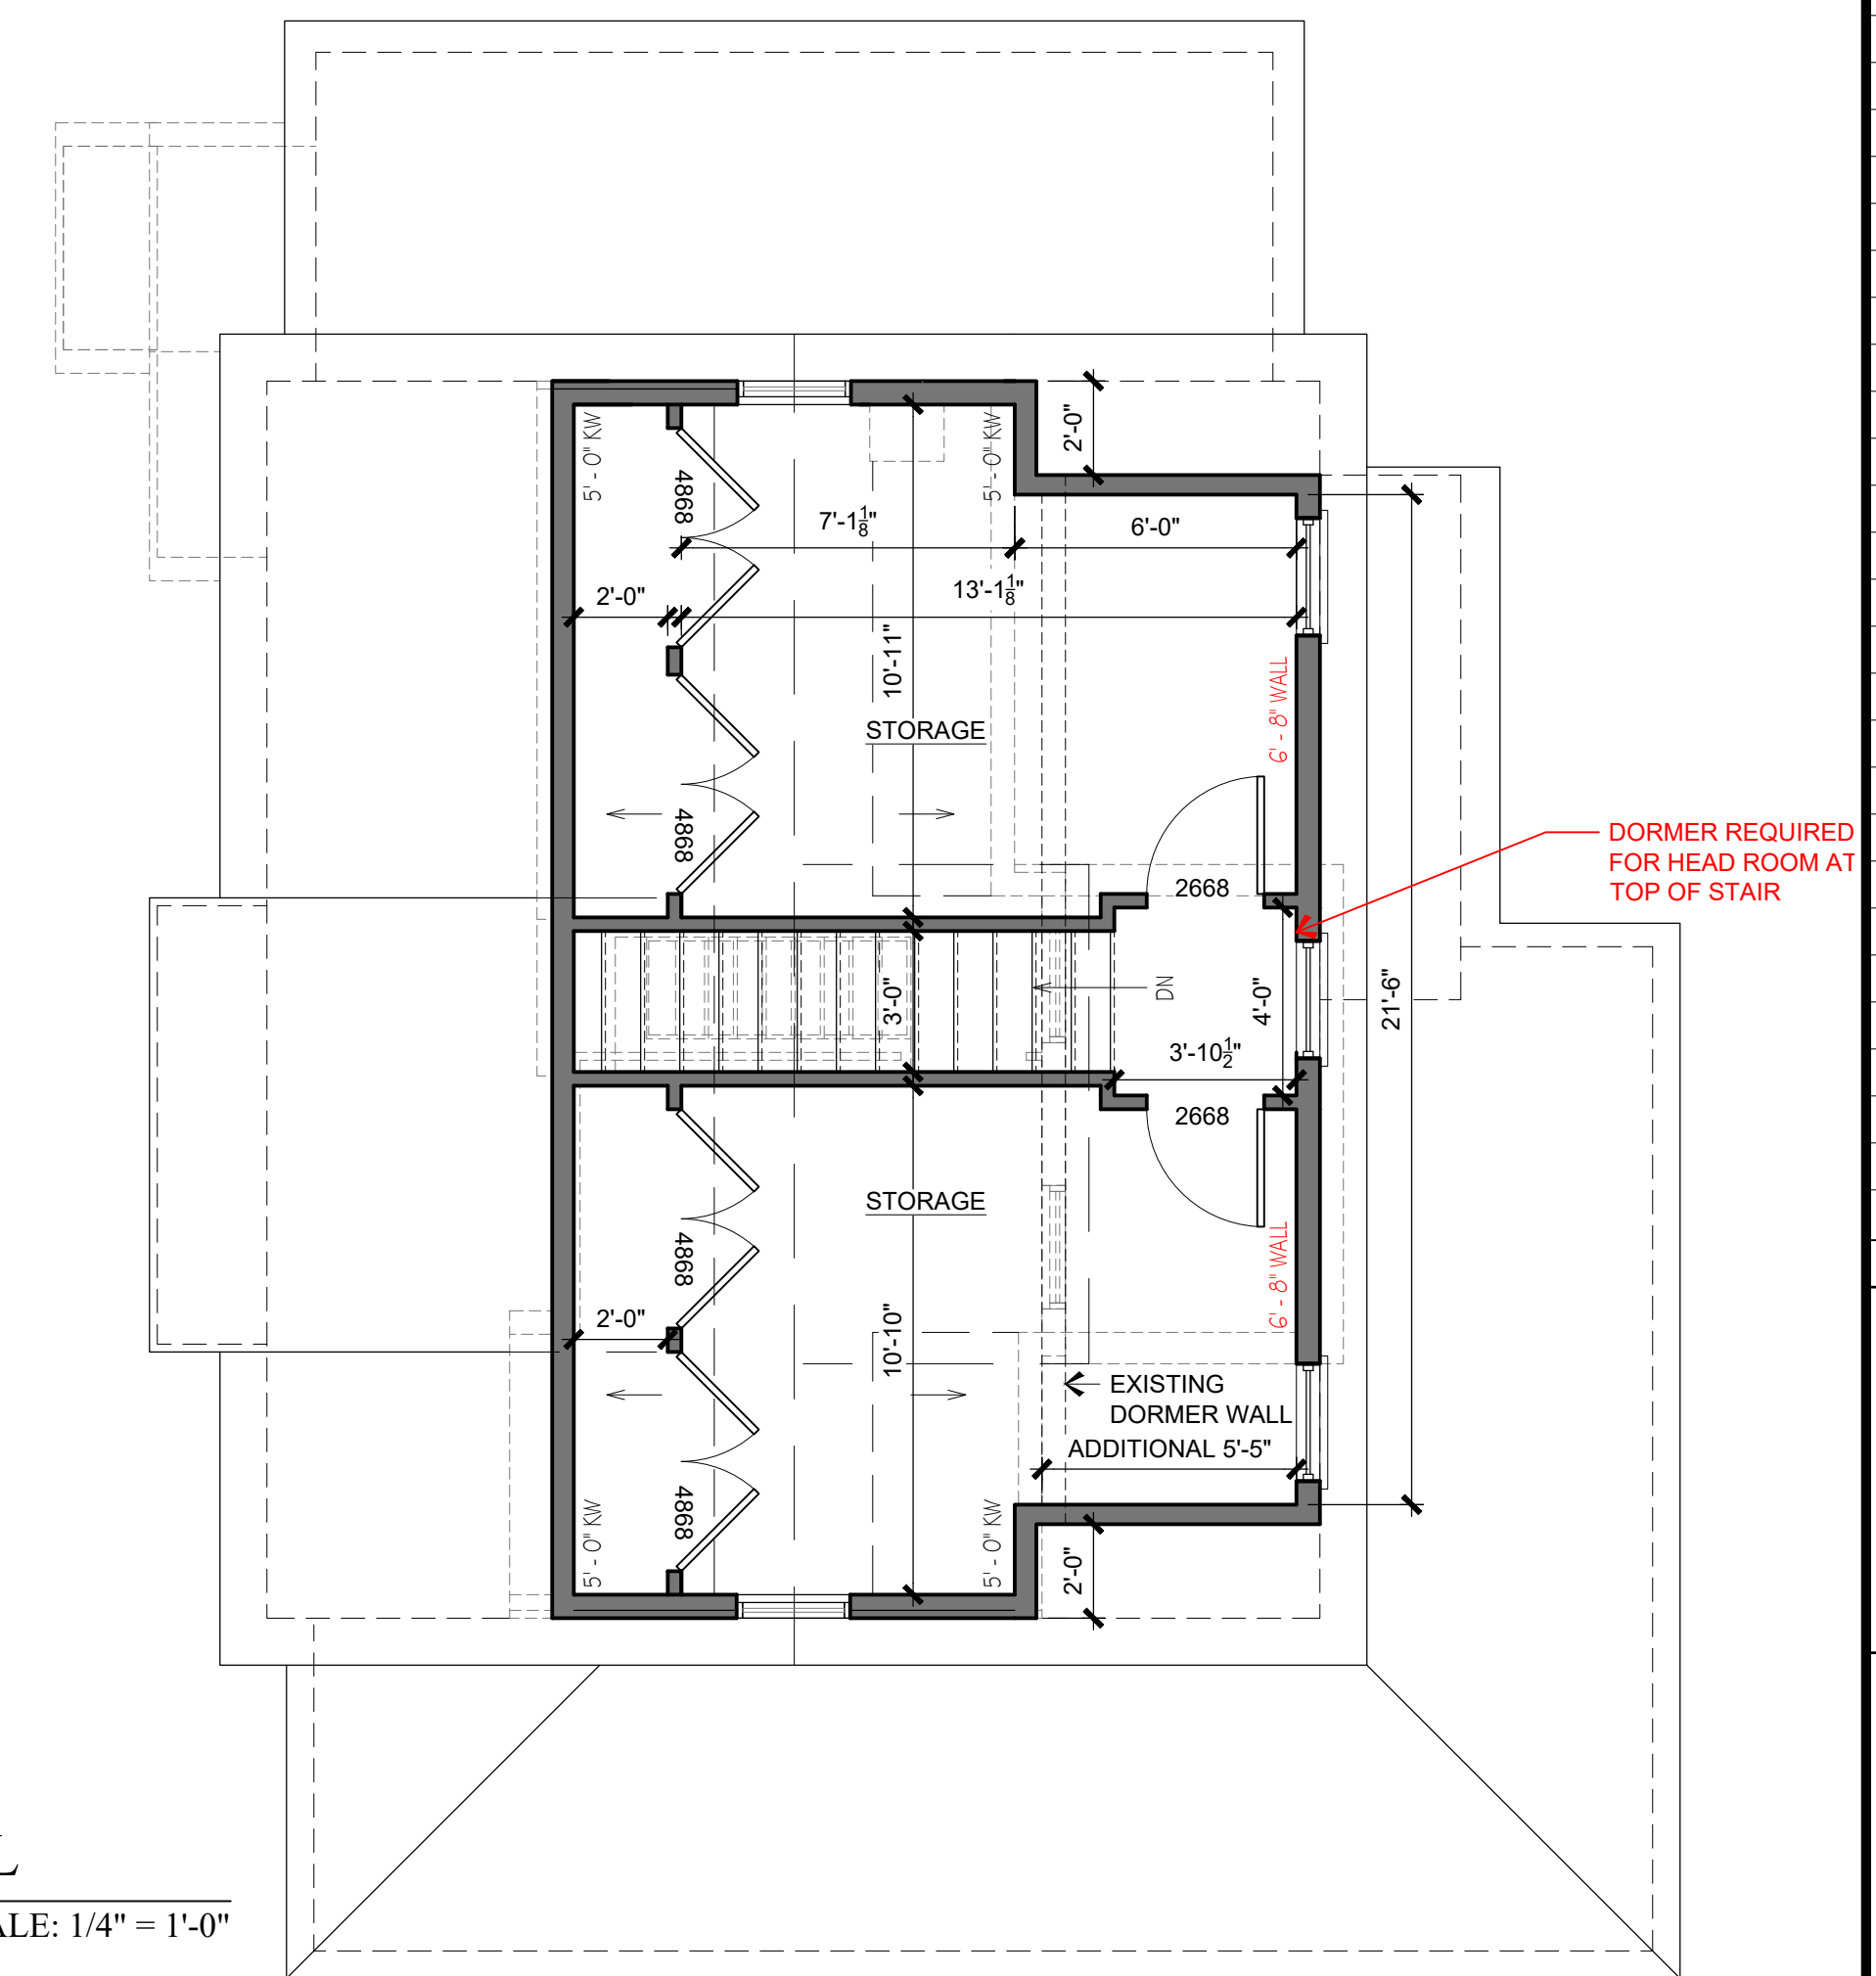 2'-0"
5' - 0" KW
5' - 0" KW
4868
7'-1 1/8"
6'-0"
2'-0"
13'-1 1/8"
10'-11"
6' - 8" WALL
STORAGE
4868
DORMER REQUIRED
FOR HEAD ROOM AT
TOP OF STAIR
2668
3'-0"
DN
4'-0"
21'-6"
3'-10 1/2"
2668
STORAGE
4868
6' - 8" WALL
2'-0"
10'-10"
EXISTING
DORMER WALL
ADDITIONAL 5'-5"
4868
5' - 0" KW
5' - 0" KW
2'-0"
L
ALE: 1/4" = 1'-0"